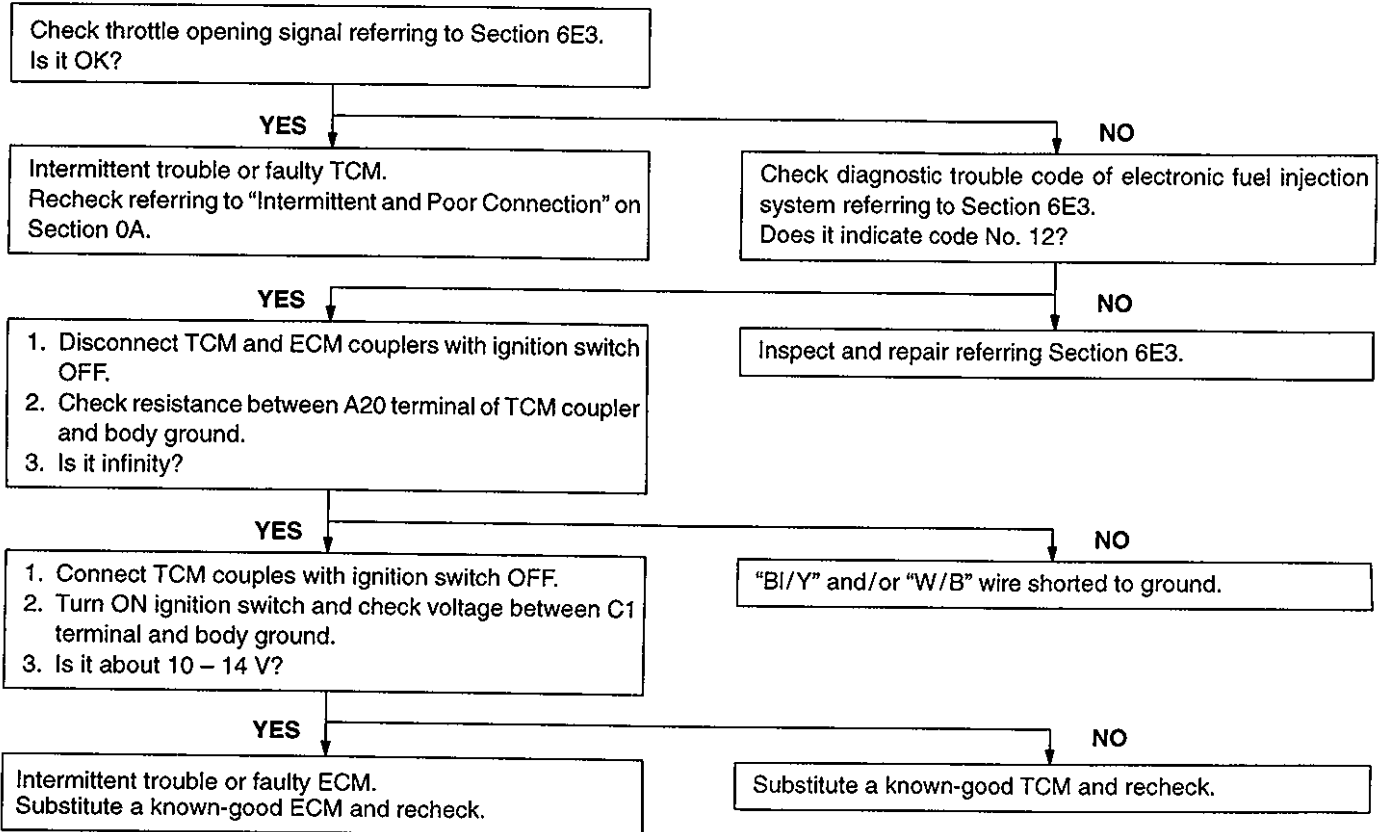 Check throttle opening signal referring to Section 6E3.
Is it OK?
YES
NO
Intermittent trouble or faulty TCM.
Recheck referring to “Intermittent and Poor Connection” on
Section 0A.
Check diagnostic trouble code of electronic fuel injection
system referring to Section 6E3.
Does it indicate code No. 12?
YES
NO
1. Disconnect TCM and ECM couplers with ignition switch
OFF.
2. Check resistance between A20 terminal of TCM coupler
and body ground.
3. Is it infinity?
Inspect and repair referring Section 6E3.
YES
NO
1. Connect TCM couples with ignition switch OFF.
2. Turn ON ignition switch and check voltage between C1
terminal and body ground.
3. Is it about 10 – 14 V?
“Bl/Y” and/or “W/B” wire shorted to ground.
YES
NO
Intermittent trouble or faulty ECM.
Substitute a known-good ECM and recheck.
Substitute a known-good TCM and recheck.